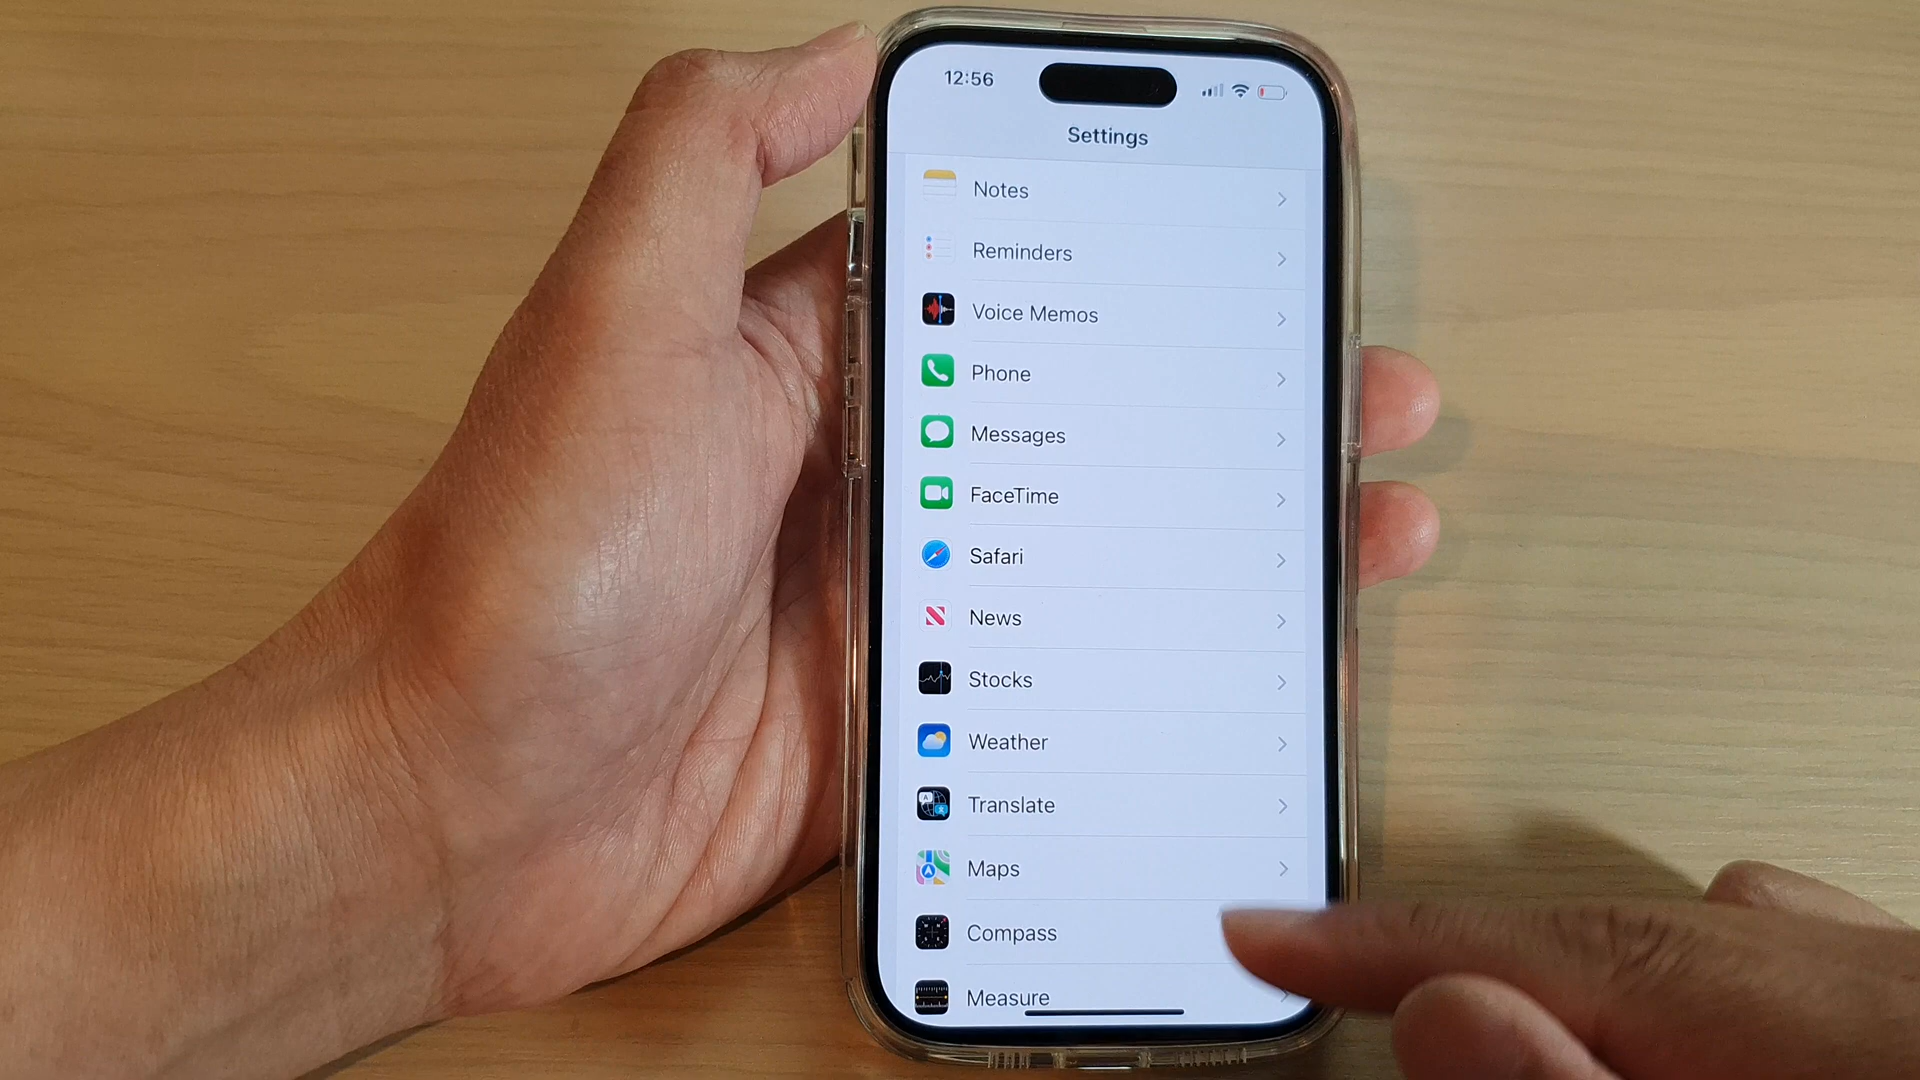 12:56
Settings
Notes
Reminders
Voice Memos
Phone
Messages
FaceTime
Safari
News
Stocks
Weather
Translate
Maps
Compass
Measure